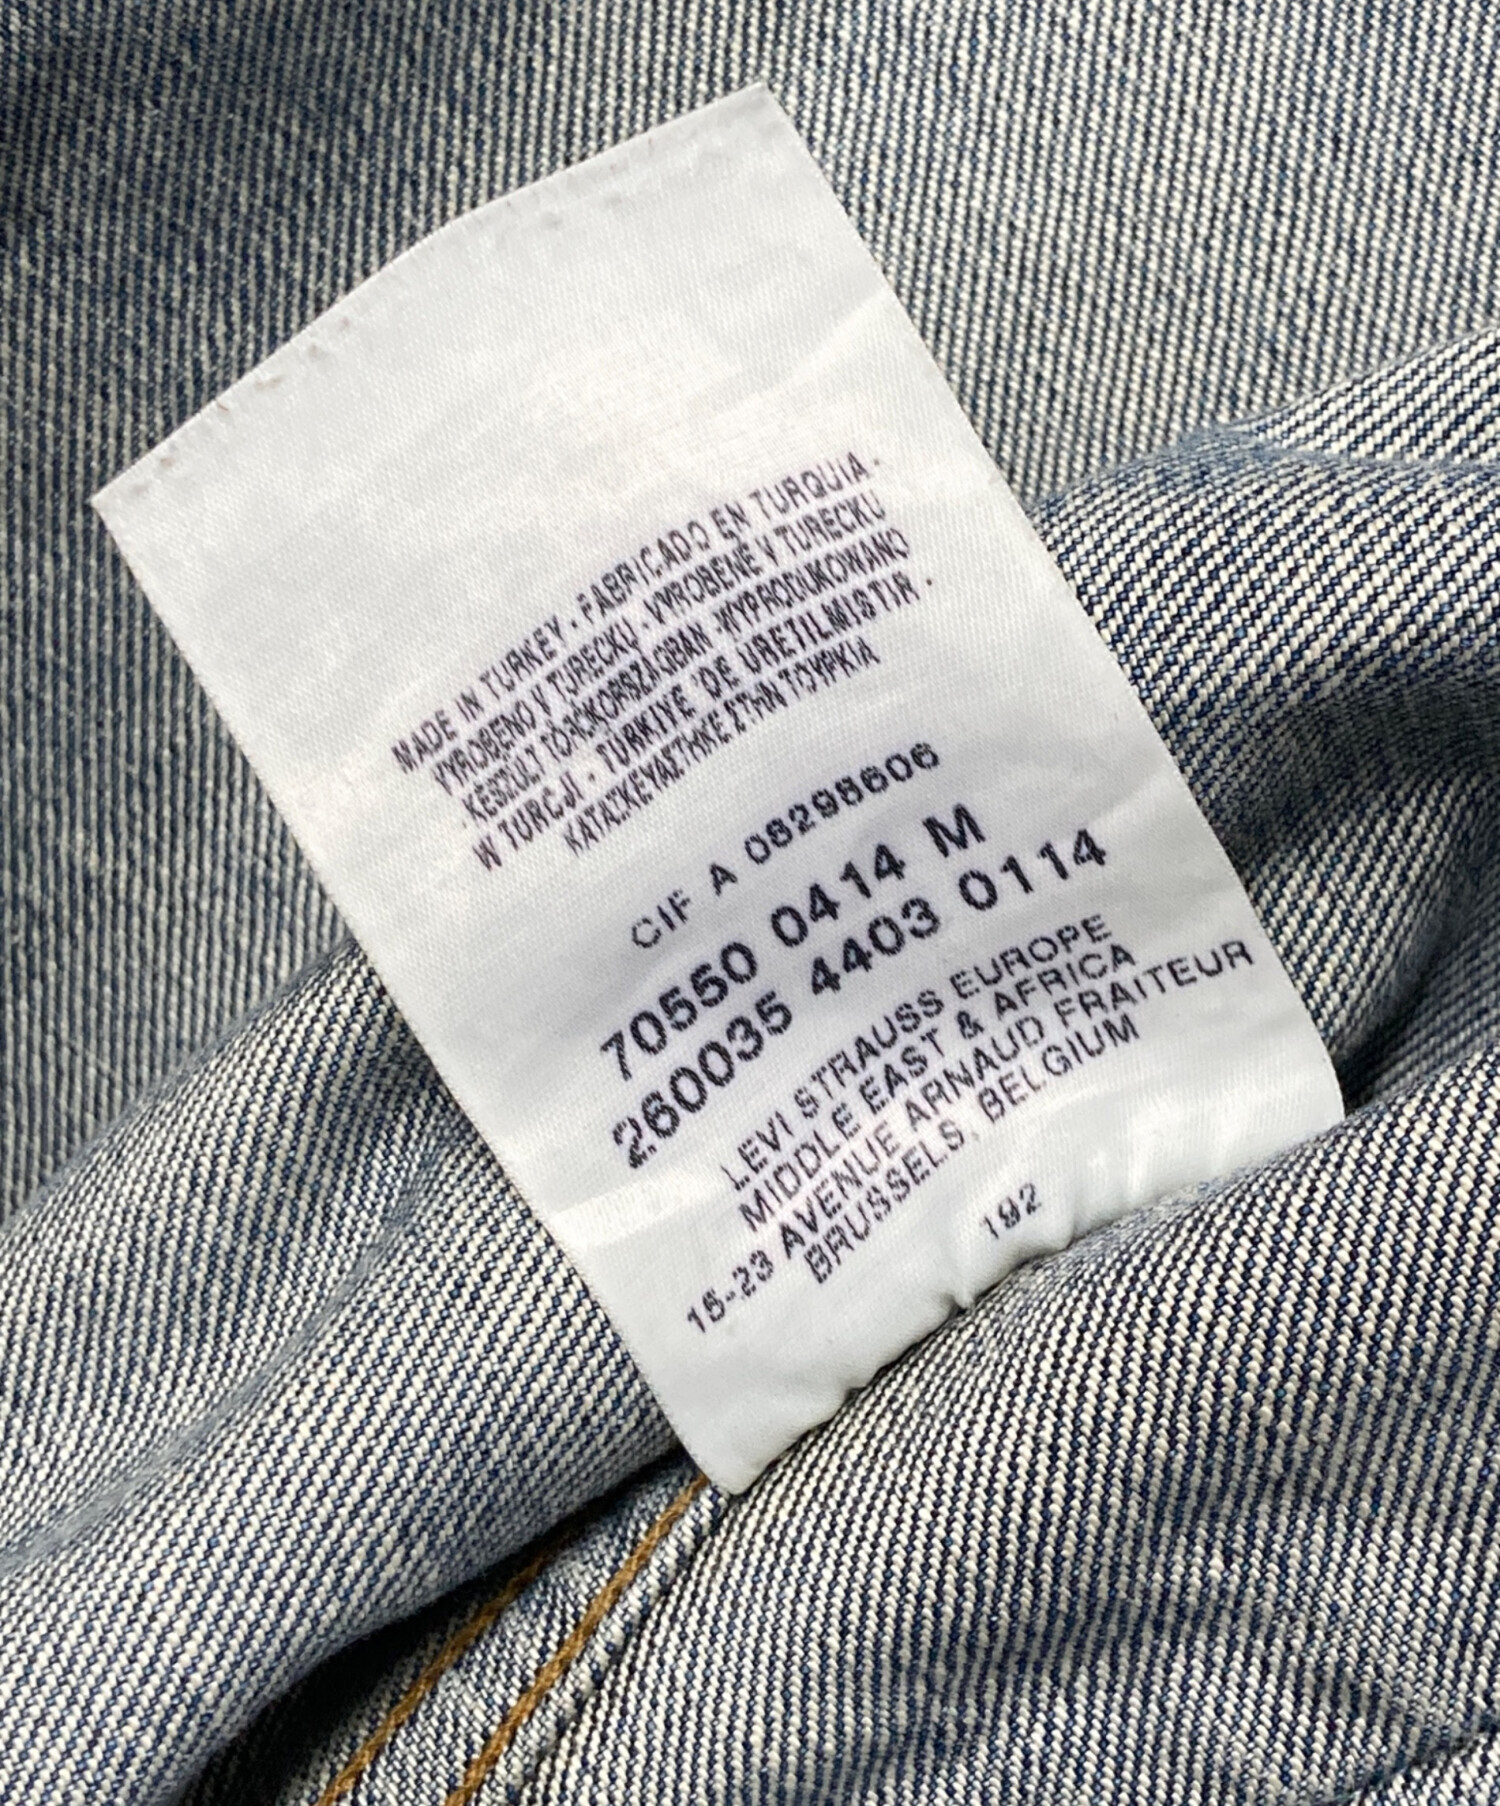 MADE IN TURKEY . FABRICADO EN TURQUIA .
VYROBENO V TURECKU . VYROBENÉ V TURECKU
KÉSZÜLT TÖRÖKORSZÁGBAN . WYPRODUKOWANO
W TURCJI . TÜRKIYE 'DE ÜRETILMISTIR .
ΚΑΤΑΣΚΕΥΑΣΤΗΚΕ ΣΤΗΝ ΤΟΥΡΚΙΑ
CIF A 08298606
70550 0414 M
260035 4403 0114
LEVI STRAUSS EUROPE
MIDDLE EAST & AFRICA
15-23 AVENUE ARNAUD FRAITEUR
BRUSSELS, BELGIUM
192